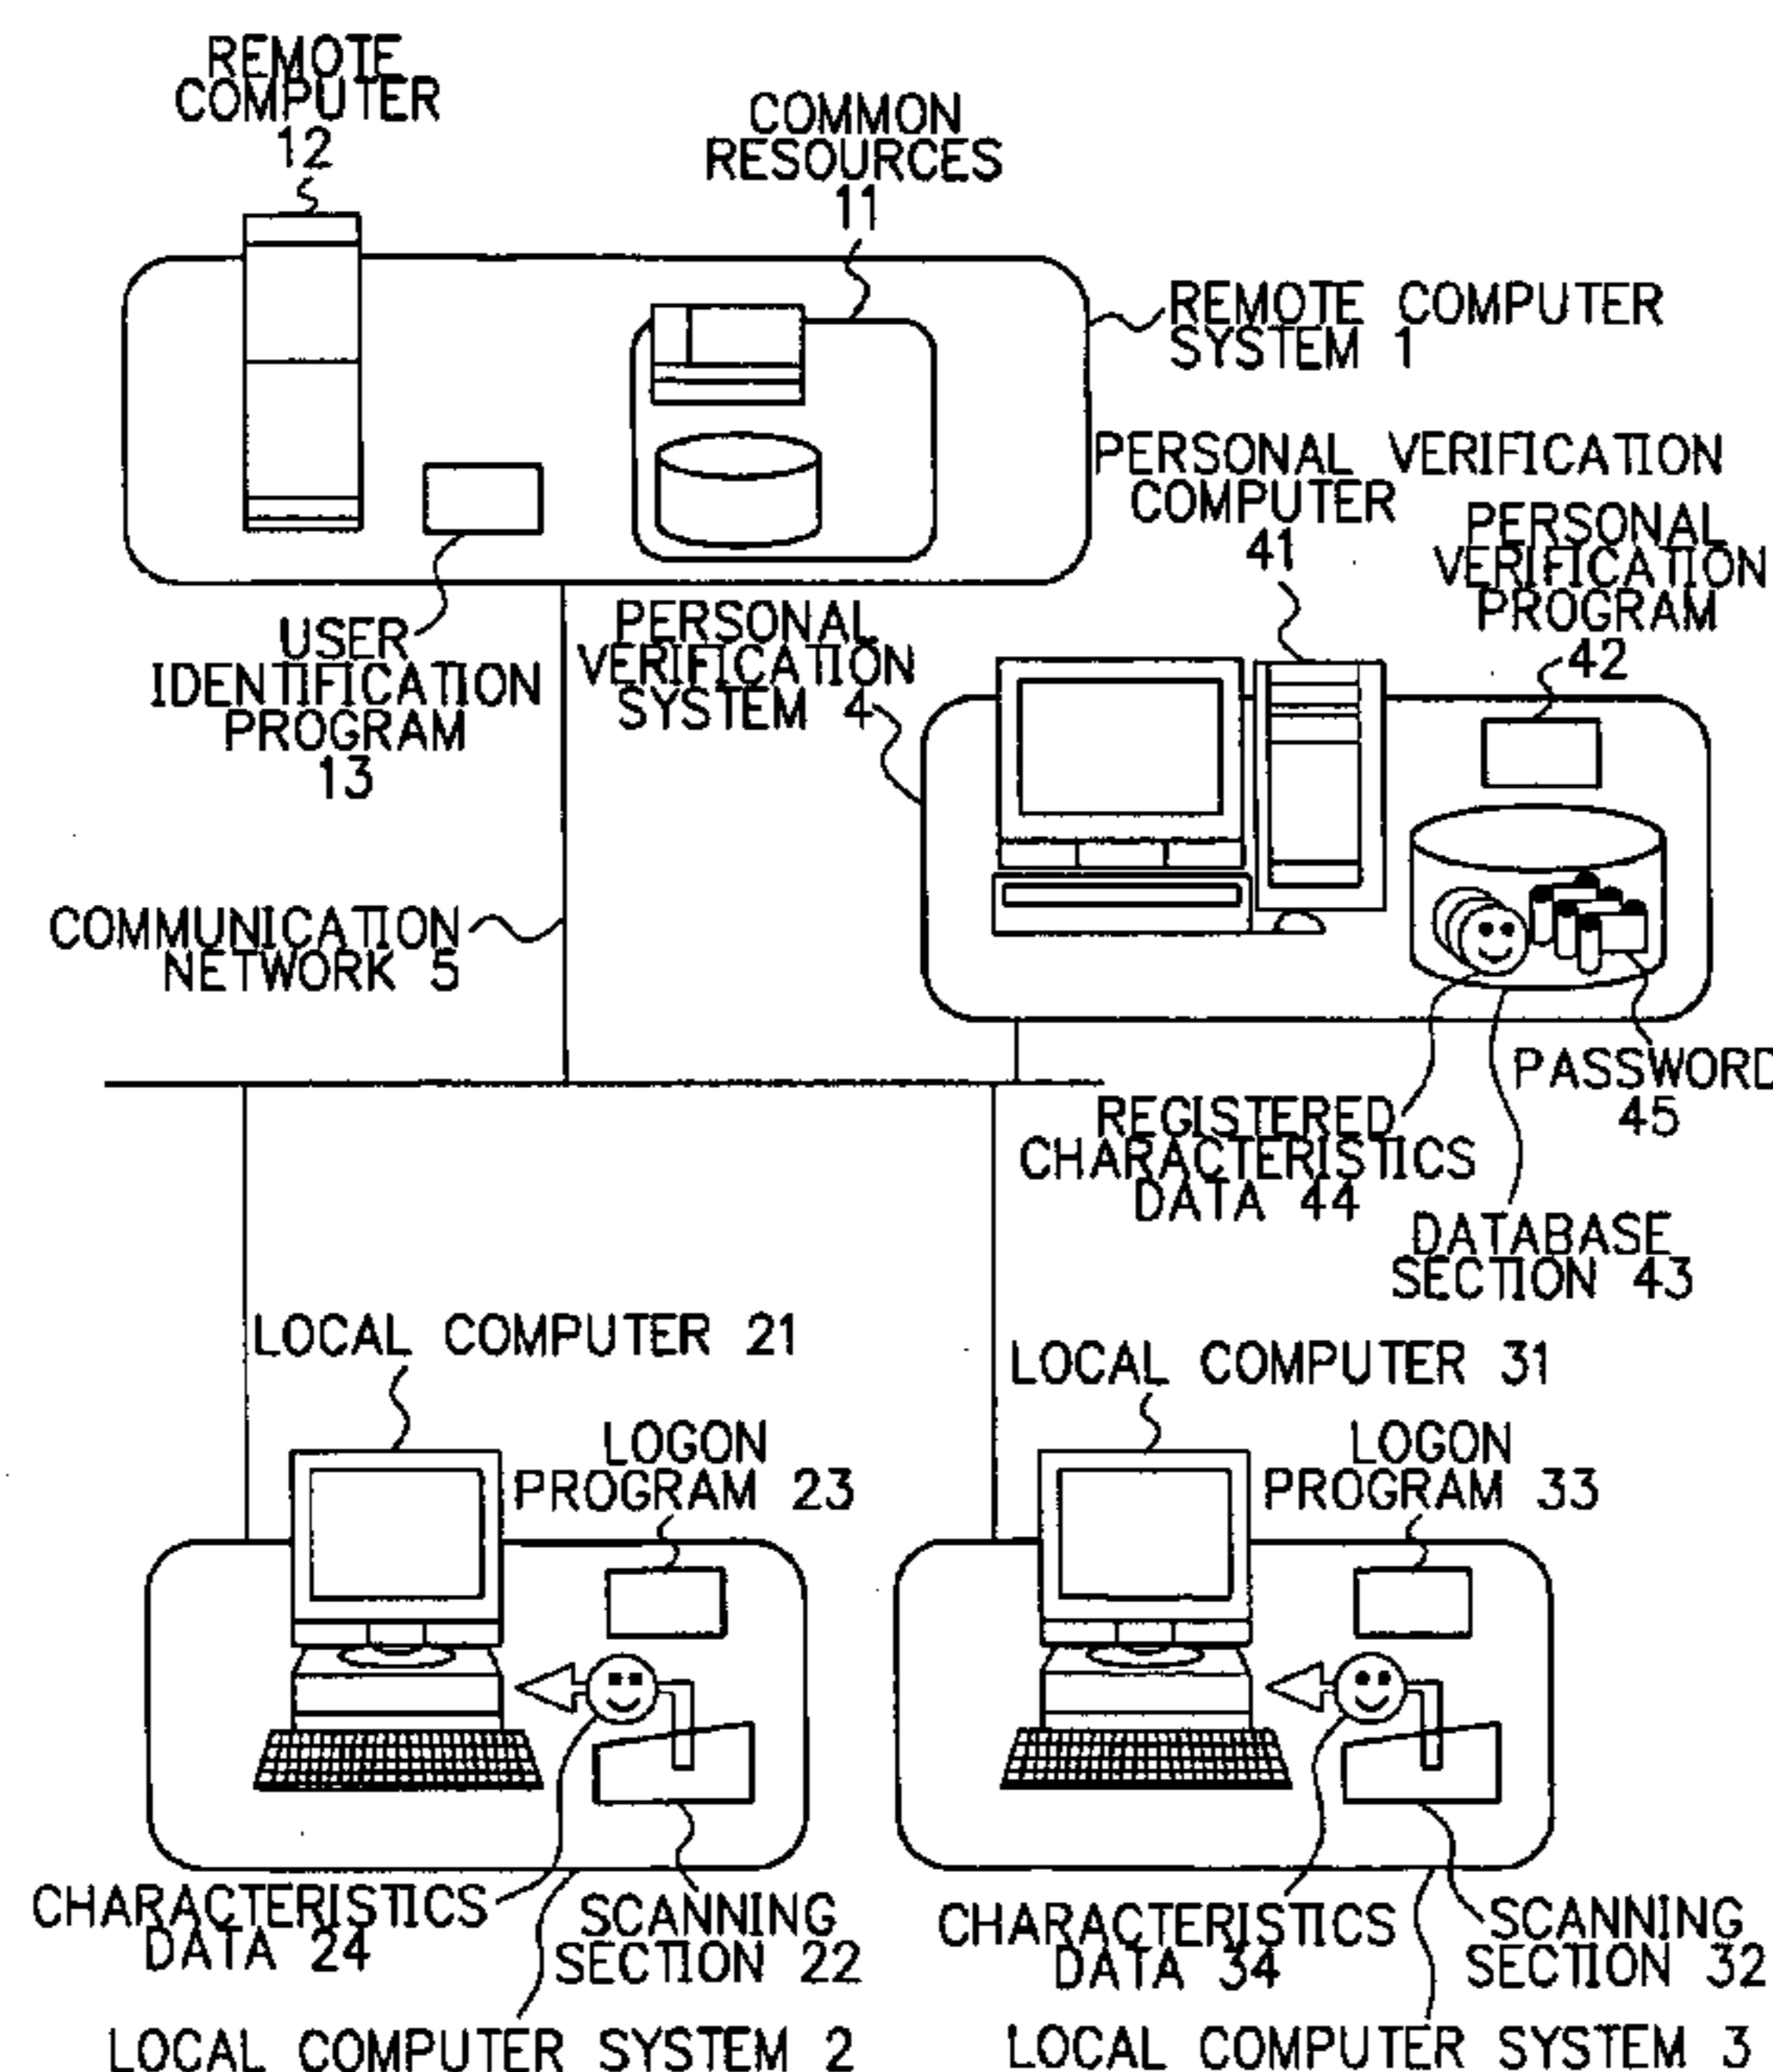 REMOTE
COMPUTER
12
COMMON
RESOURCES
11
REMOTE COMPUTER
SYSTEM 1
PERSONAL VERIFICATION
COMPUTER
41
PERSONAL
VERIFICATION
PROGRAM
42
USER
IDENTIFICATION
PROGRAM
13
PERSONAL
VERIFICATION
SYSTEM 4
COMMUNICATION
NETWORK 5
PASSWORD
45
REGISTERED
CHARACTERISTICS
DATA 44
DATABASE
SECTION 43
LOCAL COMPUTER 21
LOCAL COMPUTER 31
LOGON
PROGRAM 23
LOGON
PROGRAM 33
CHARACTERISTICS
DATA 24
SCANNING
SECTION 22
CHARACTERISTICS
DATA 34
SCANNING
SECTION 32
LOCAL COMPUTER SYSTEM 2
LOCAL COMPUTER SYSTEM 3